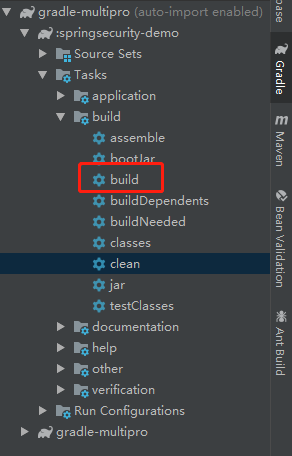 gradle-multipro (auto-import enabled)
:springsecurity-demo
Source Sets
Tasks
application
build
assemble
bootJar
build
buildDependents
buildNeeded
classes
clean
jar
testClasses
documentation
help
other
verification
Run Configurations
gradle-multipro
base
Gradle
Maven
Bean Validation
Ant Build